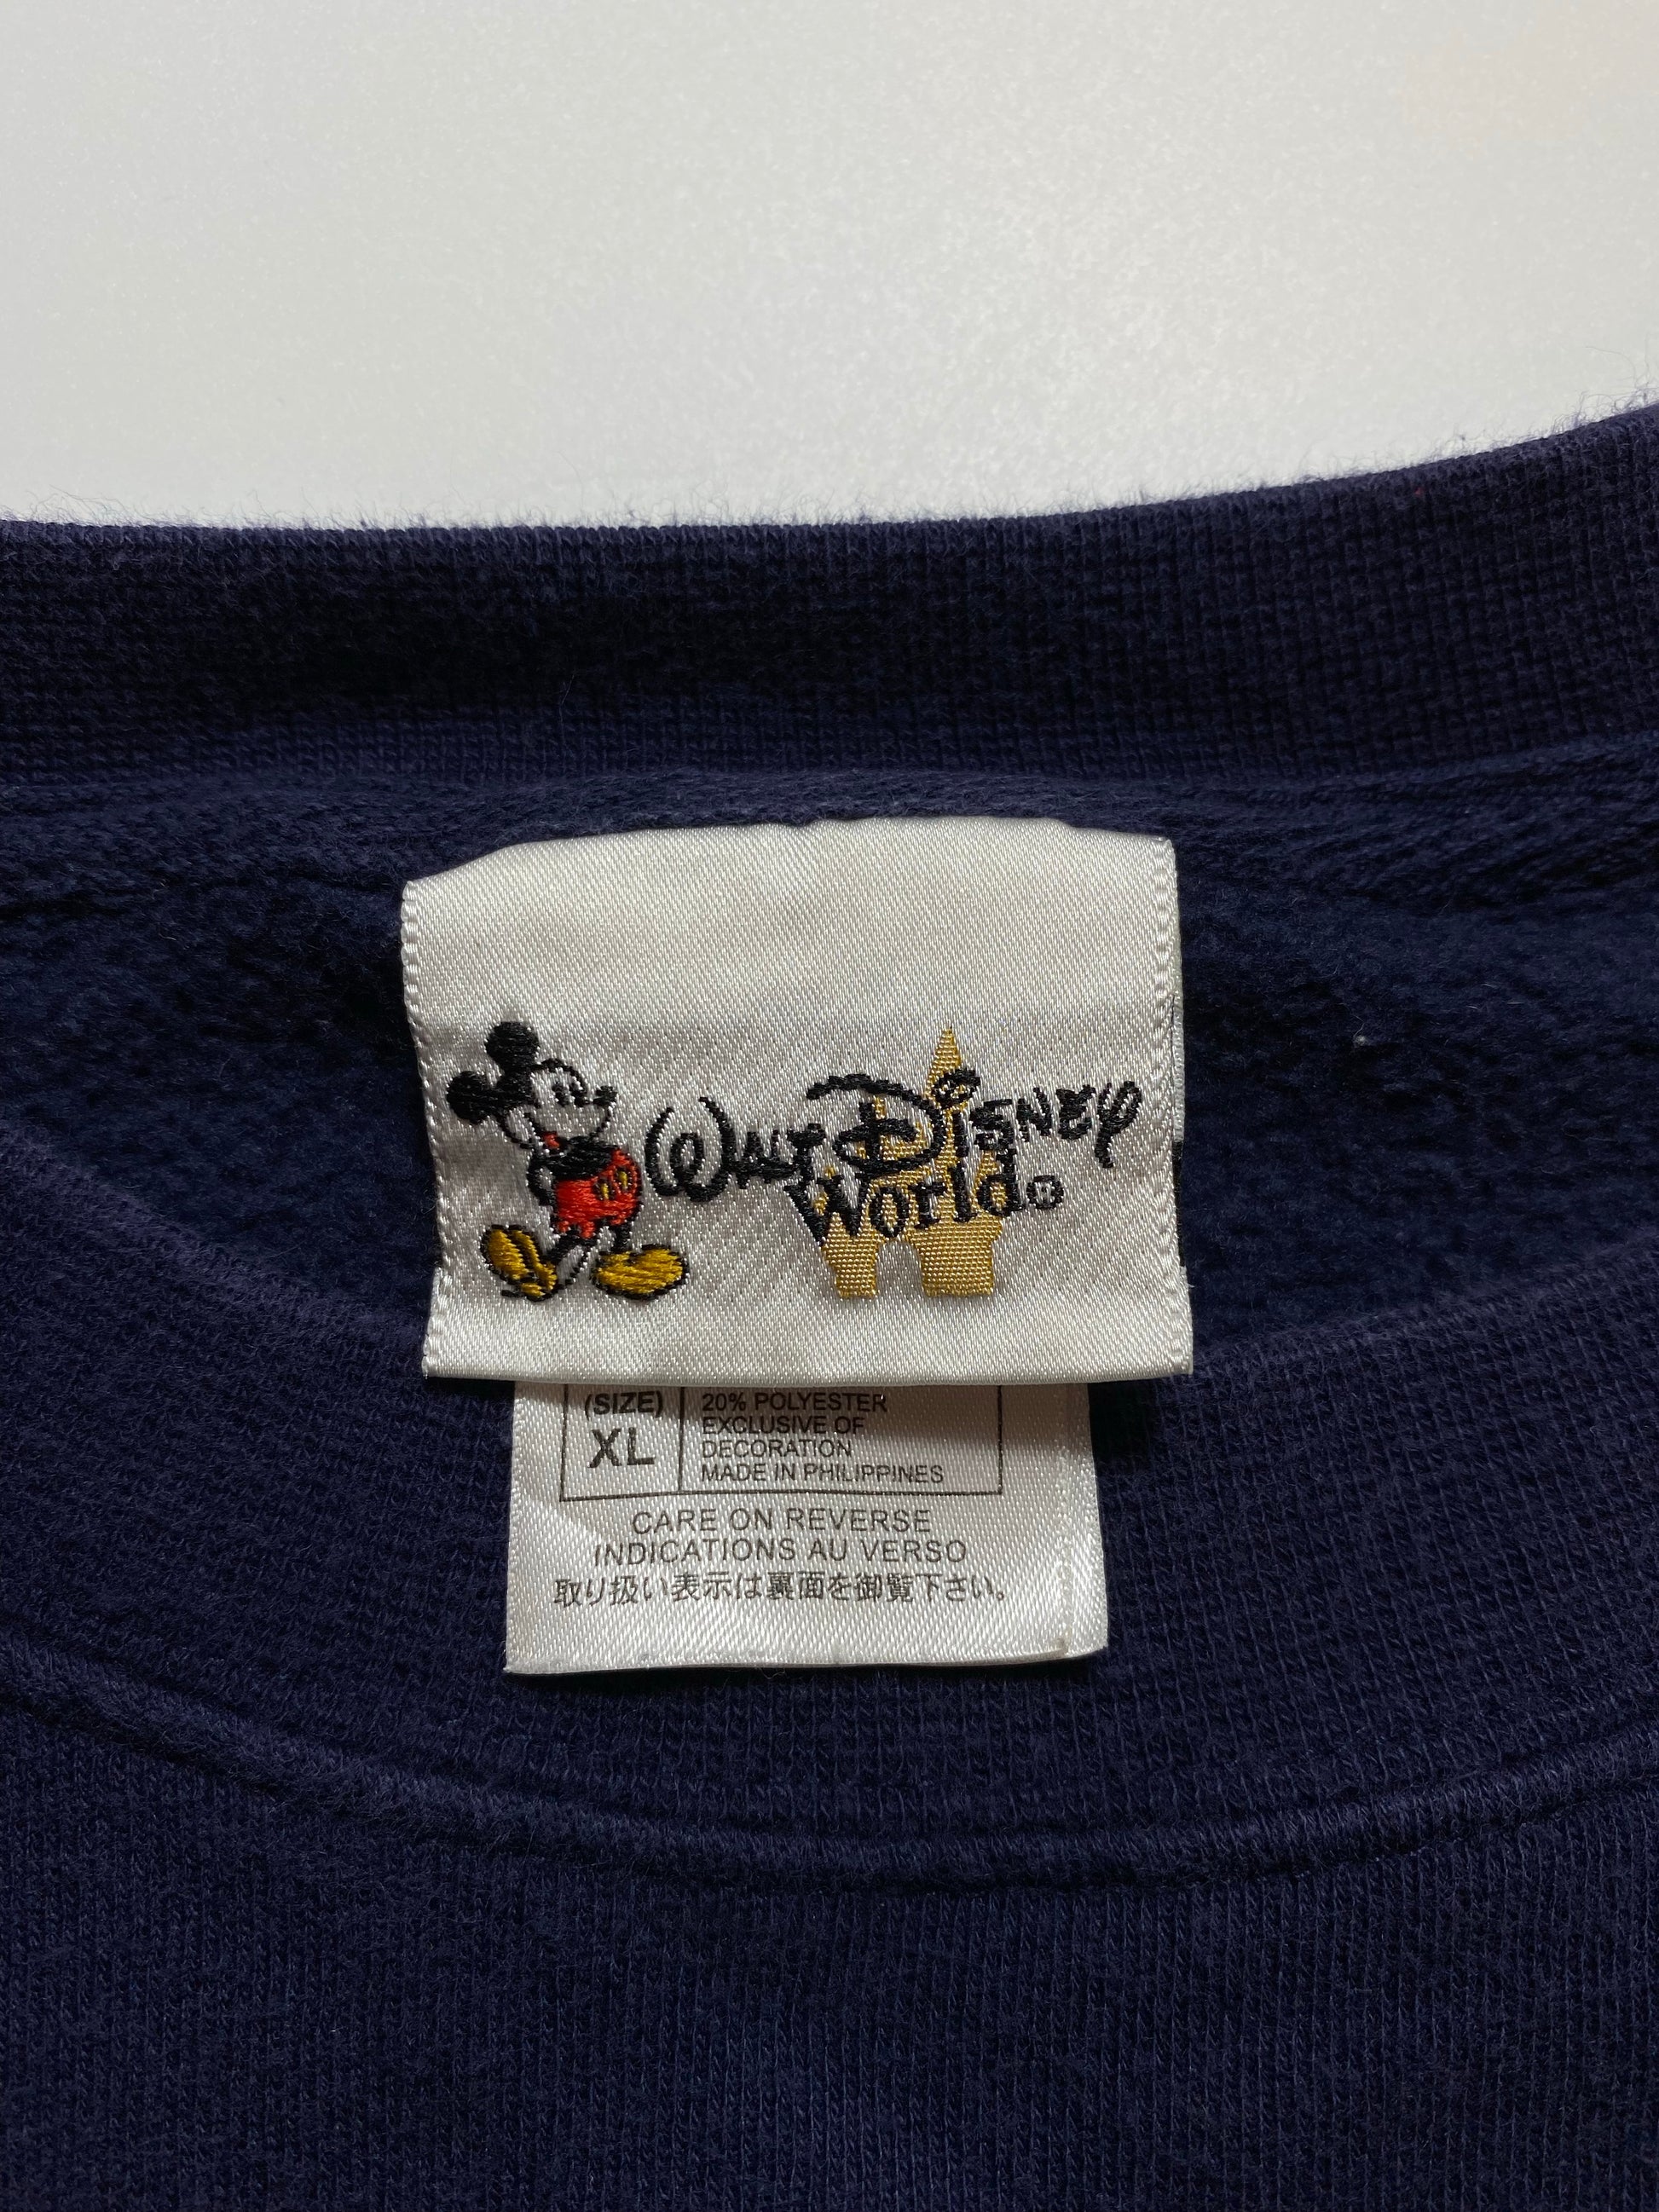 Walt Disney
World®
(SIZE)
XL
20% POLYESTER
EXCLUSIVE OF
DECORATION
MADE IN PHILIPPINES
CARE ON REVERSE
INDICATIONS AU VERSO
取り扱い表示は裏面を御覧下さい。